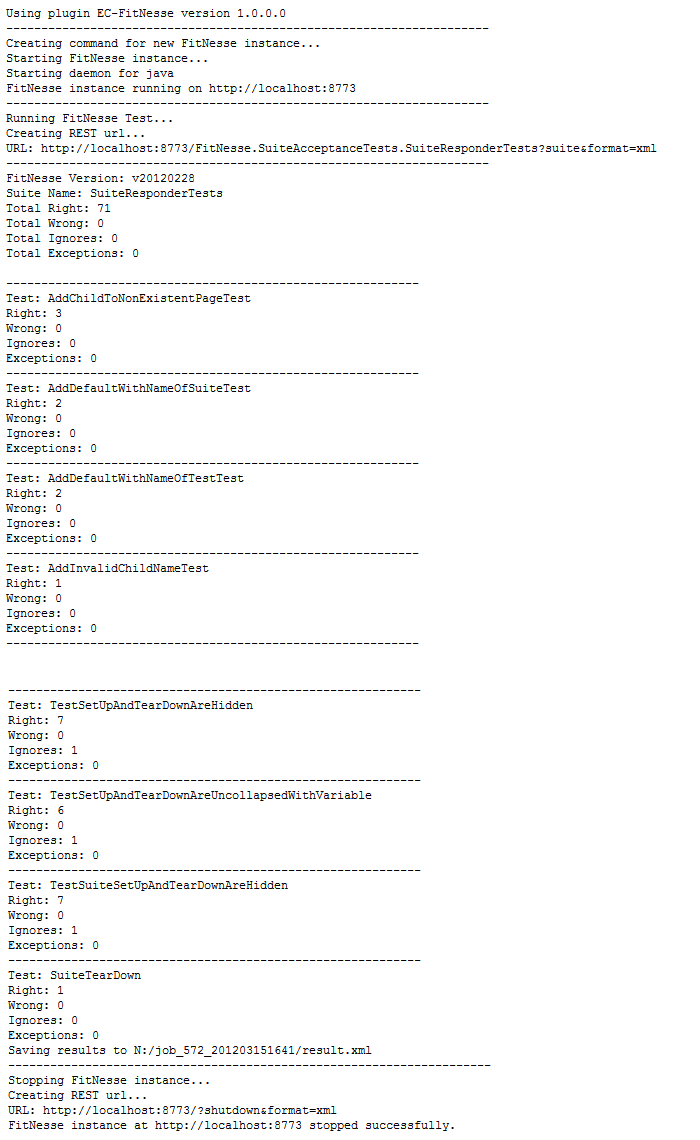 Using plugin EC-FitNesse version 1.0.0.0
---------------------------------------------------------------------
Creating command for new FitNesse instance...
Starting FitNesse instance...
Starting daemon for java
FitNesse instance running on http://localhost:8773
---------------------------------------------------------------------
Running FitNesse Test...
Creating REST url...
URL: http://localhost:8773/FitNesse.SuiteAcceptanceTests.SuiteResponderTests?suite&format=xml
---------------------------------------------------------------------
FitNesse Version: v20120228
Suite Name: SuiteResponderTests
Total Right: 71
Total Wrong: 0
Total Ignores: 0
Total Exceptions: 0
-----------------------------------------------------------
Test: AddChildToNonExistentPageTest
Right: 3
Wrong: 0
Ignores: 0
Exceptions: 0
-----------------------------------------------------------
Test: AddDefaultWithNameOfSuiteTest
Right: 2
Wrong: 0
Ignores: 0
Exceptions: 0
-----------------------------------------------------------
Test: AddDefaultWithNameOfTestTest
Right: 2
Wrong: 0
Ignores: 0
Exceptions: 0
-----------------------------------------------------------
Test: AddInvalidChildNameTest
Right: 1
Wrong: 0
Ignores: 0
Exceptions: 0
-----------------------------------------------------------
-----------------------------------------------------------
Test: TestSetUpAndTearDownAreHidden
Right: 7
Wrong: 0
Ignores: 1
Exceptions: 0
-----------------------------------------------------------
Test: TestSetUpAndTearDownAreUncollapsedWithVariable
Right: 6
Wrong: 0
Ignores: 1
Exceptions: 0
-----------------------------------------------------------
Test: TestSuiteSetUpAndTearDownAreHidden
Right: 7
Wrong: 0
Ignores: 1
Exceptions: 0
-----------------------------------------------------------
Test: SuiteTearDown
Right: 1
Wrong: 0
Ignores: 0
Exceptions: 0
Saving results to N:/job_572_201203151641/result.xml
---------------------------------------------------------------------
Stopping FitNesse instance...
Creating REST url...
URL: http://localhost:8773/?shutdown&format=xml
FitNesse instance at http://localhost:8773 stopped successfully.